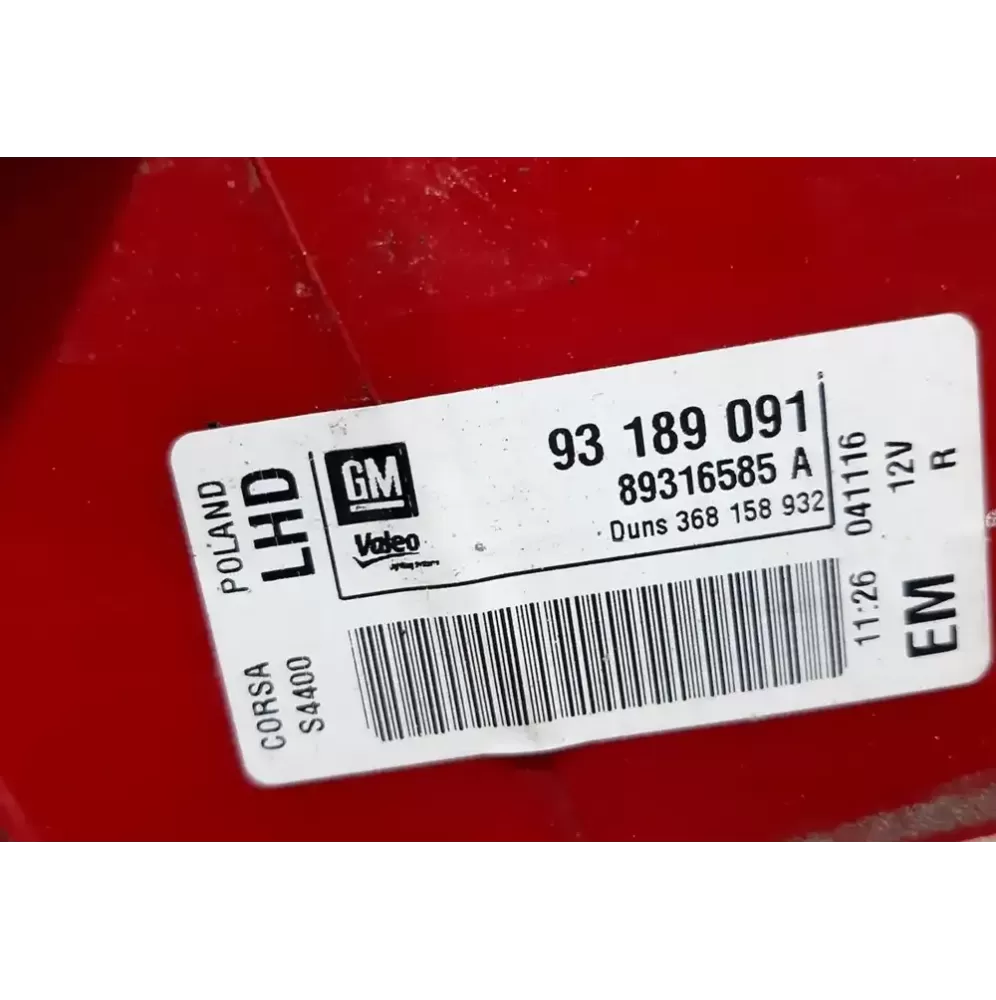 POLAND
LHD
GM
Valeo
93 189 091
89316585 A
Duns 368 158 932
041116
12V
R
CORSA
S4400
11:26
EM